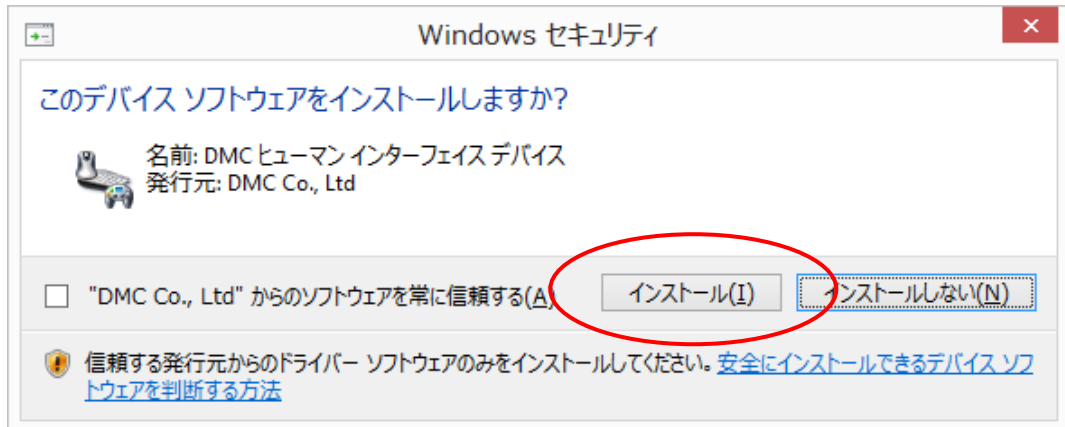 Windows セキュリティ
このデバイス ソフトウェアをインストールしますか?
名前: DMC ヒューマン インターフェイス デバイス
発行元: DMC Co., Ltd
"DMC Co., Ltd" からのソフトウェアを常に信頼する(A) インストール(I) インストールしない(N)
信頼する発行元からのドライバー ソフトウェアのみをインストールしてください。安全にインストールできるデバイス ソフ
トウェアを判断する方法